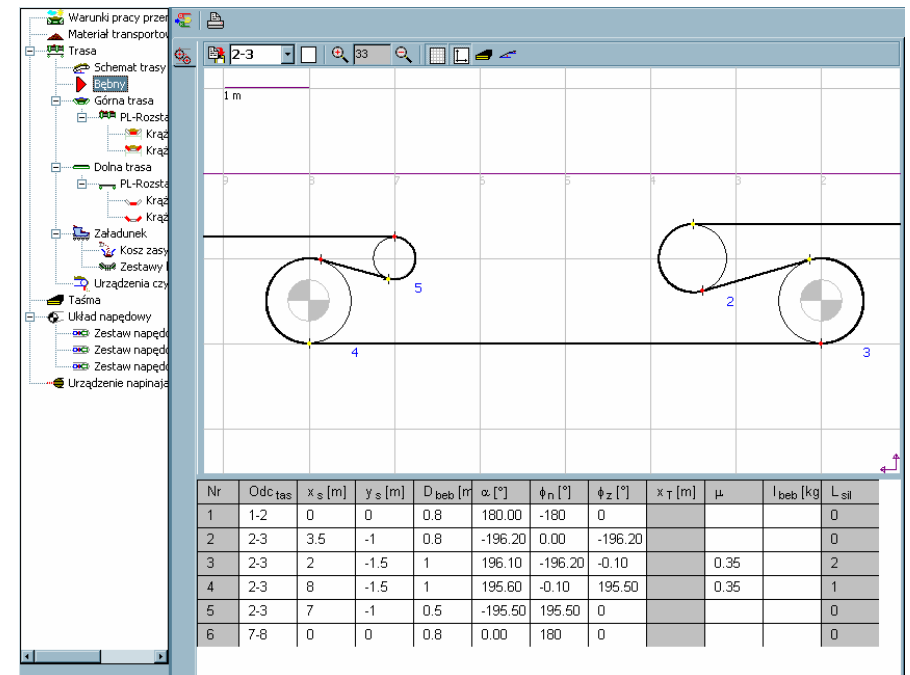 Warunki pracy przer
Materiał transportou
Trasa
Schemat trasy
Bębny
Górna trasa
PL-Rozsta
Krąż
Krąż
Dolna trasa
PL-Rozsta
Krąż
Krąż
Załadunek
Kosz zasy
Zestawy
Urządzenia czy
Taśma
Układ napędowy
Zestaw napędo
Zestaw napędo
Zestaw napędo
Urządzenie napinaja
2-3 33
1 m
9 8 7 6 5 4 3 2
5 2
4 3
Nr Odc tas x s [m] y s [m] D beb [m α [°] ϕ n [°] ϕ z [°] x T [m] μ I beb [kg L sil
1 1-2 0 0 0.8 180.00 -180 0 0
2 2-3 3.5 -1 0.8 -196.20 0.00 -196.20 0
3 2-3 2 -1.5 1 196.10 -196.20 -0.10 0.35 2
4 2-3 8 -1.5 1 195.60 -0.10 195.50 0.35 1
5 2-3 7 -1 0.5 -195.50 195.50 0 0
6 7-8 0 0 0.8 0.00 180 0 0